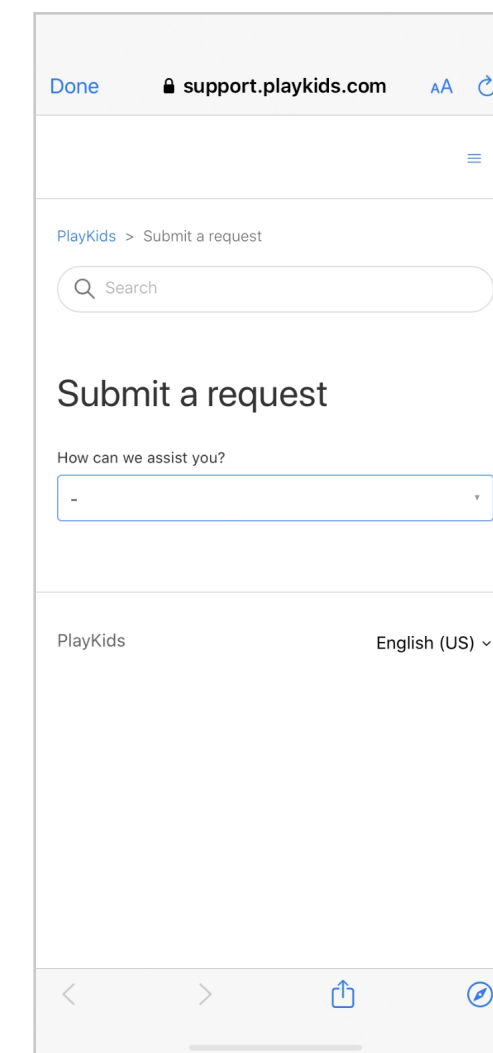 Done support.playkids.com AA
PlayKids > Submit a request
Search
Submit a request
How can we assist you?
-
PlayKids English (US)